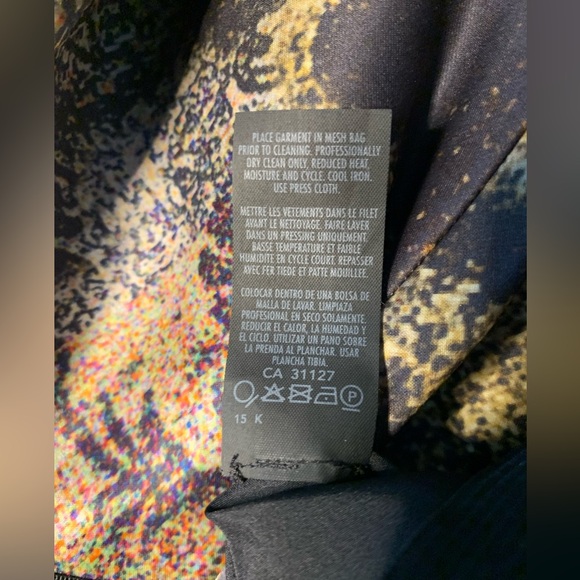 PLACE GARMENT IN MESH BAG
PRIOR TO CLEANING. PROFESSIONALLY
DRY CLEAN ONLY, REDUCED HEAT
MOISTURE AND CYCLE. COOL IRON.
USE PRESS CLOTH.
METTRE LES VETEMENTS DANS LE FILET
AVANT LE NETTOYAGE. FAIRE LAVER
DANS UN PRESSING UNIQUEMENT.
BASSE TEMPERATURE ET FAIBLE
HUMIDITE EN CYCLE COURT. REPASSER
AVEC FER TIEDE ET PATTE MOUILLEE.
COLOCAR DENTRO DE UNA BOLSA DE
MALLA DE LAVAR. LIMPIAZA
PROFESIONAL EN SECO SOLAMENTE
REDUCIR EL CALOR, LA HUMEDAD Y
EL CICLO. UTILIZAR UN PANO SOBRE
LA PRENDA AL PLANCHAR. USAR
PLANCHA TIBIA.
CA 31127
P
15 K